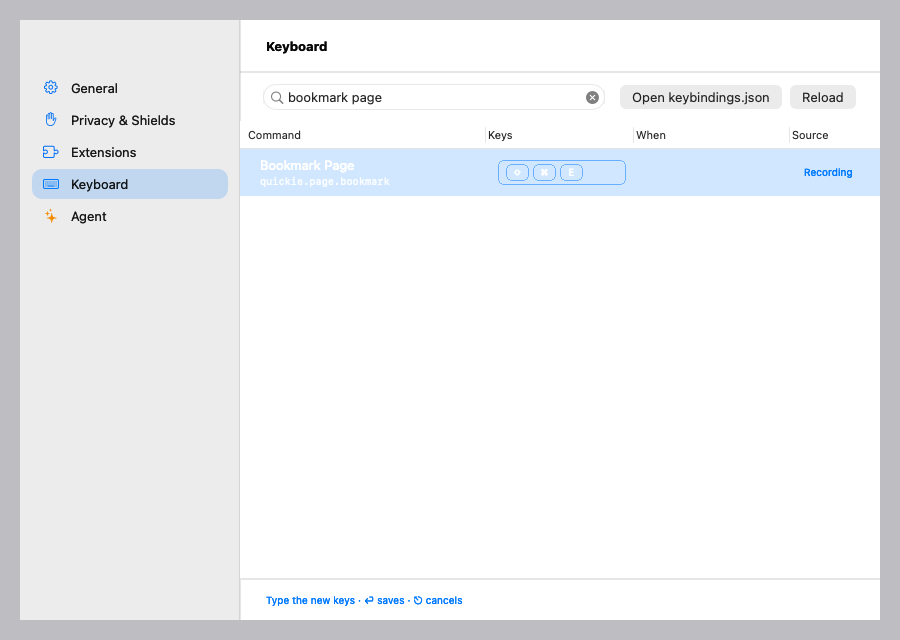 Keyboard
General
Privacy & Shields
Extensions
Keyboard
Agent
bookmark page
Open keybindings.json
Reload
Command
Keys
When
Source
Bookmark Page
quickie.page.bookmark
⇧ ⌘ E
Recording
Type the new keys · ↩ saves · ⎋ cancels